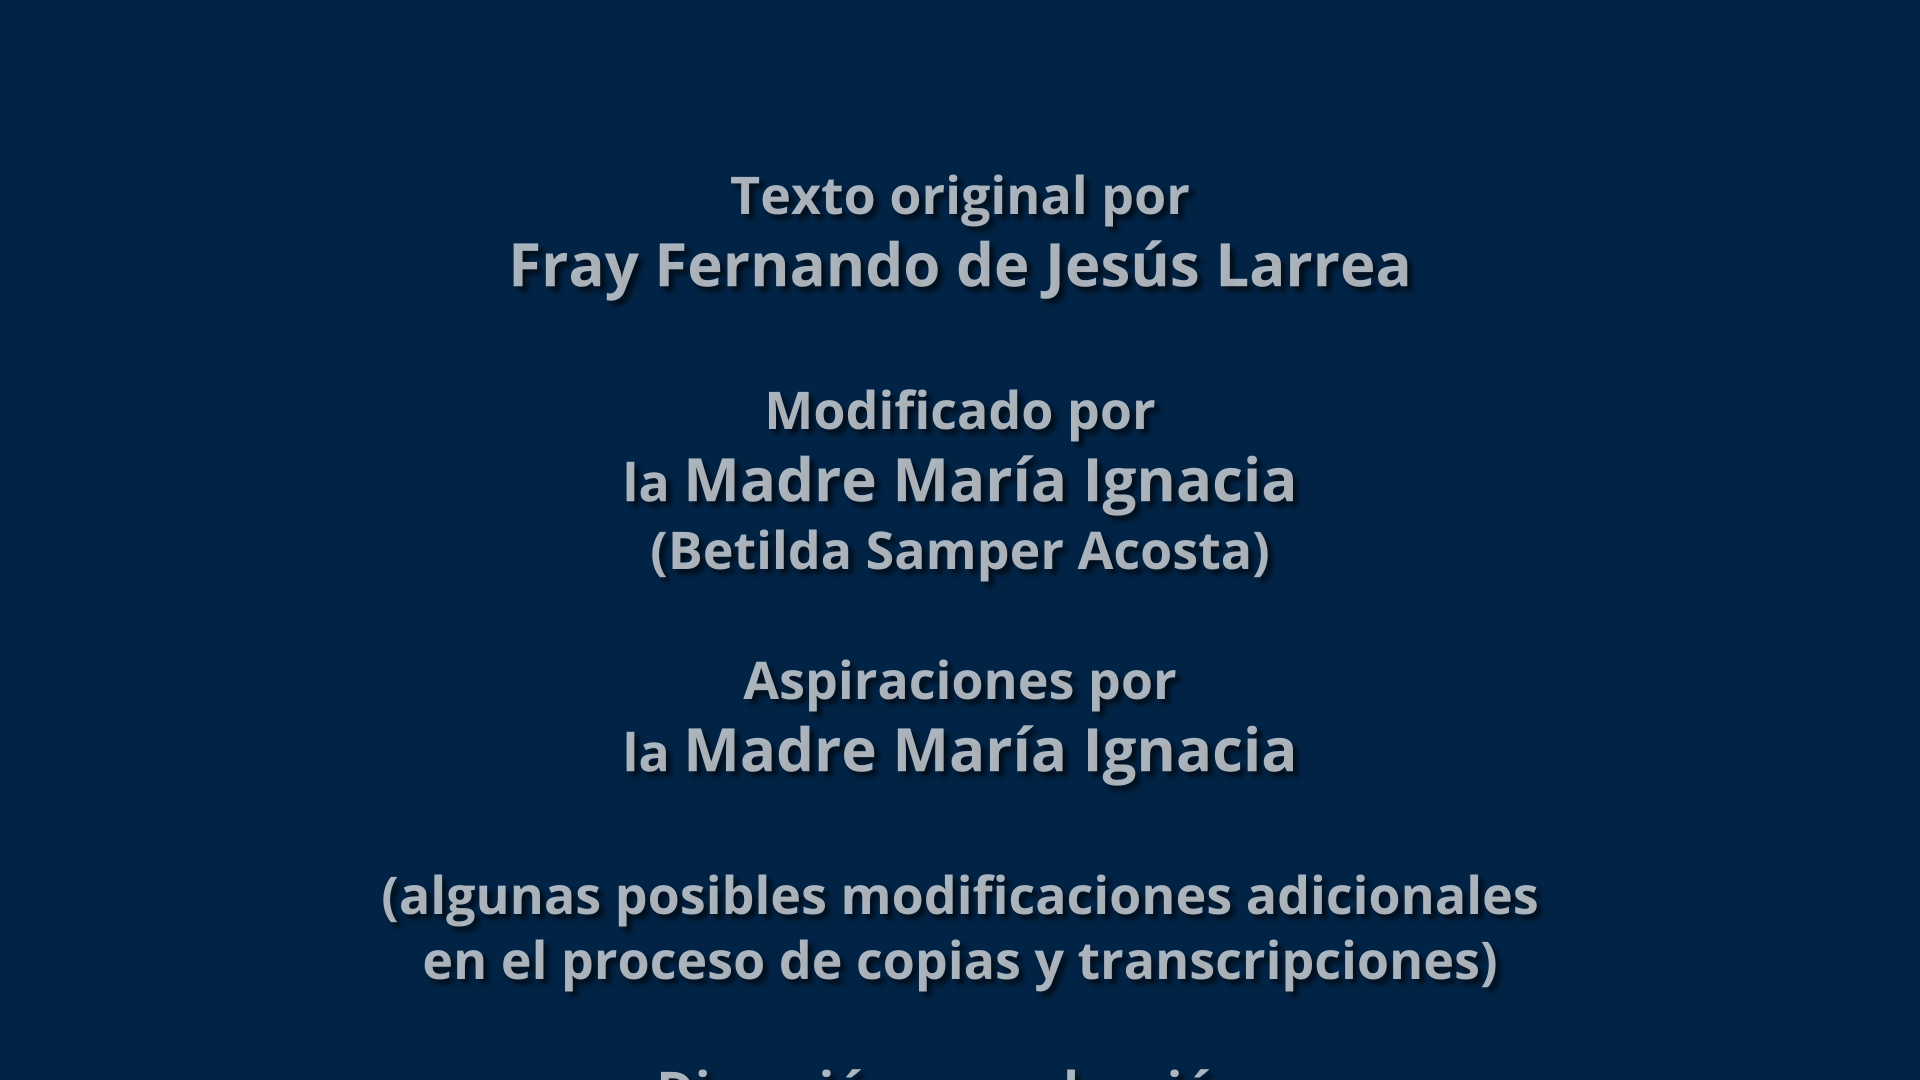 Texto original por
Fray Fernando de Jesús Larrea
Modificado por
la Madre María Ignacia
(Betilda Samper Acosta)
Aspiraciones por
la Madre María Ignacia
(algunas posibles modificaciones adicionales
en el proceso de copias y transcripciones)